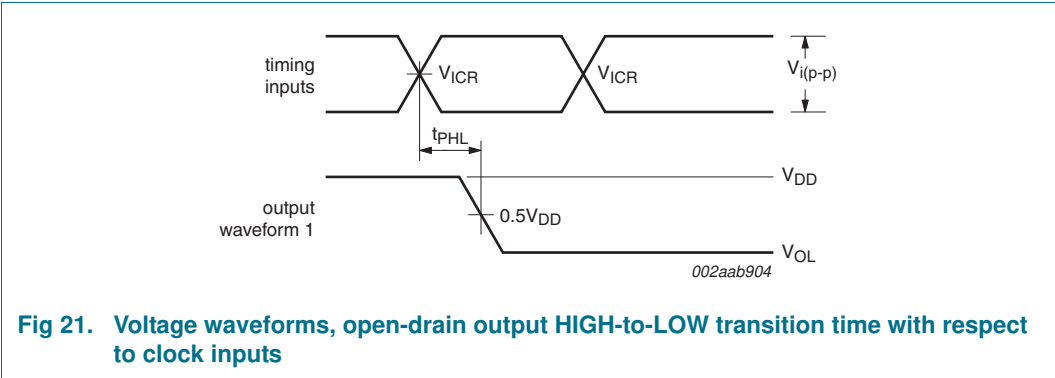 timing
inputs
VICR
VICR
Vi(p-p)
tPHL
VDD
output
waveform 1
0.5VDD
VOL
002aab904
Fig 21. Voltage waveforms, open-drain output HIGH-to-LOW transition time with respect
to clock inputs